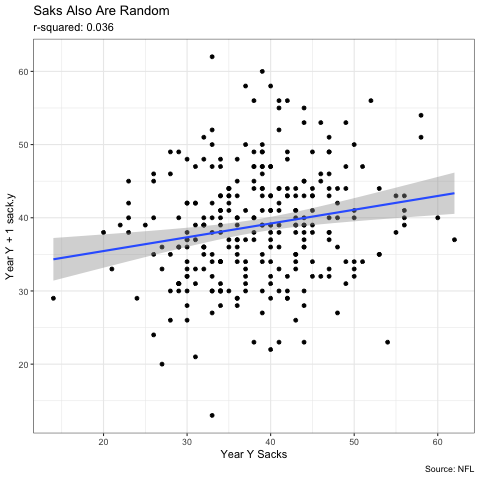 Saks Also Are Random
r-squared: 0.036
60
50
40
30
20
20
30
40
50
60
Year Y + 1 sack.y
Year Y Sacks
Source: NFL